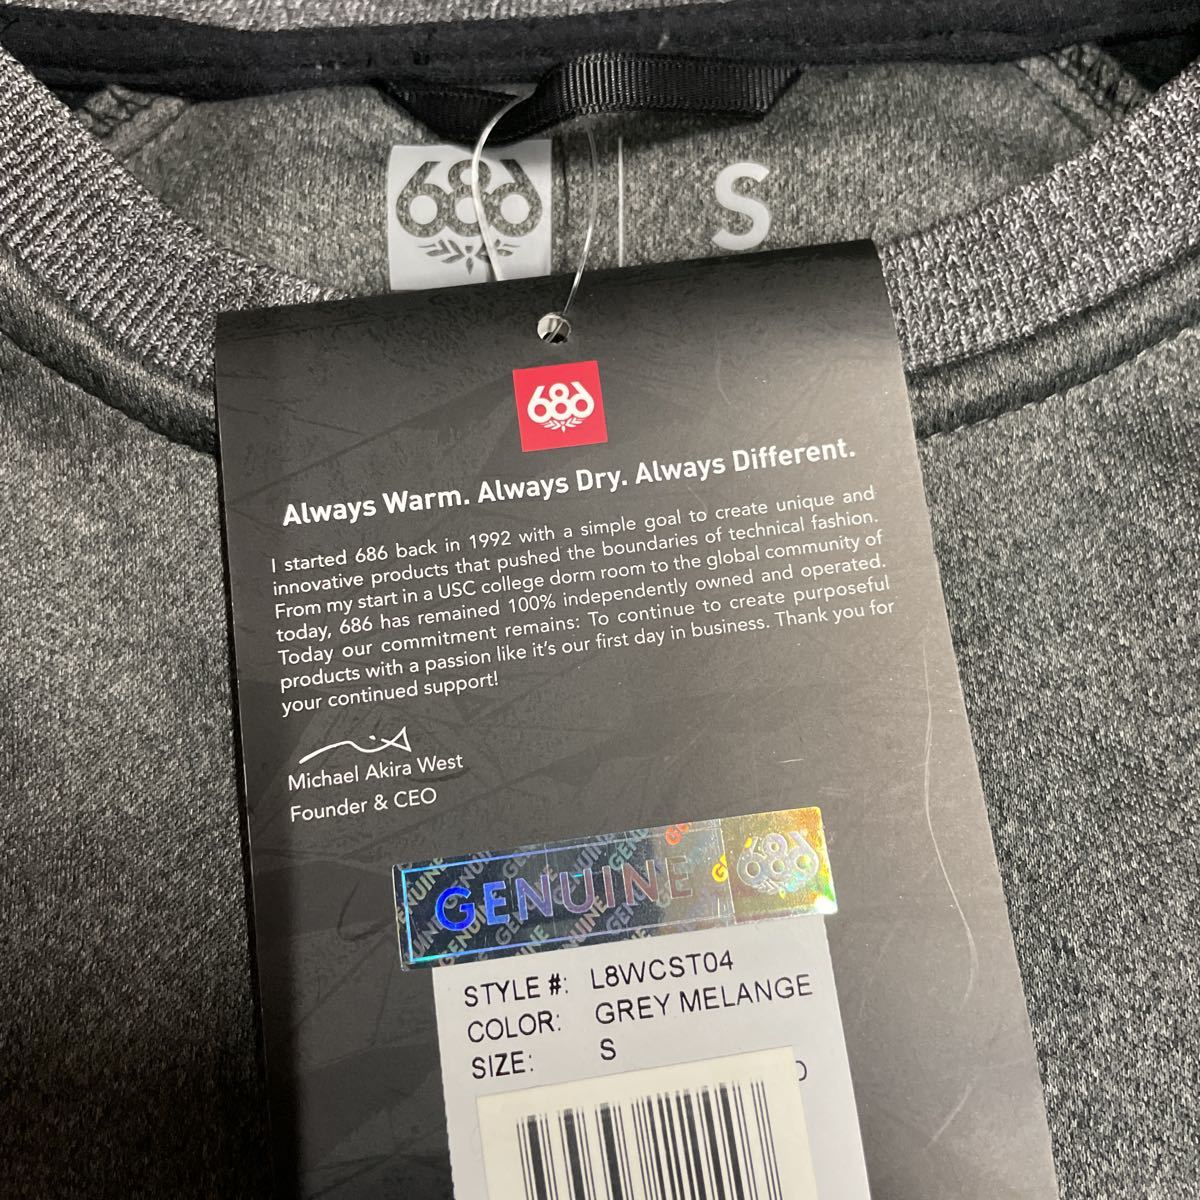 686
S
686
Always Warm. Always Dry. Always Different.
I started 686 back in 1992 with a simple goal to create unique and
innovative products that pushed the boundaries of technical fashion.
From my start in a USC college dorm room to the global community of
today, 686 has remained 100% independently owned and operated.
Today our commitment remains: To continue to create purposeful
products with a passion like it's our first day in business. Thank you for
your continued support!
Michael Akira West
Founder & CEO
GENUINE 686
STYLE #: L8WCST04
COLOR: GREY MELANGE
SIZE: S